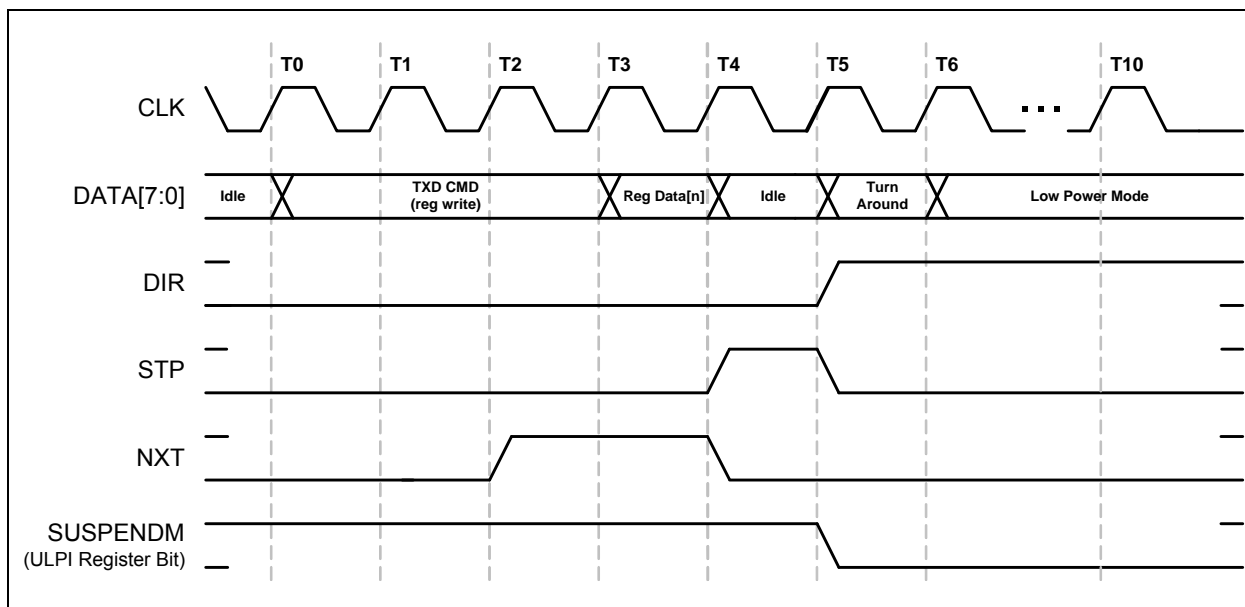 T0 T1 T2 T3 T4 T5 T6 T10
CLK
...
DATA[7:0]
Idle
TXD CMD
(reg write)
Reg Data[n]
Idle
Turn
Around
Low Power Mode
DIR
STP
NXT
SUSPENDM
(ULPI Register Bit)